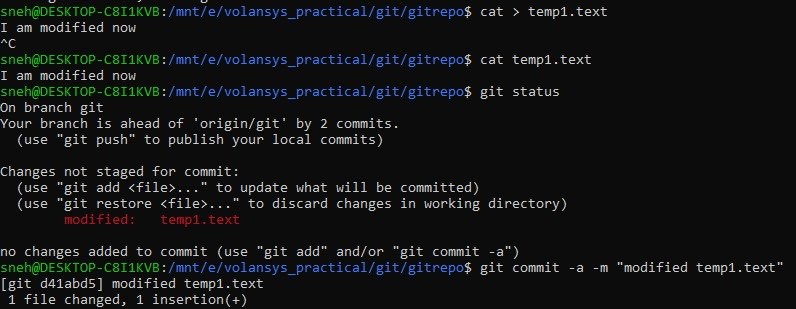 sneh@DESKTOP-C8I1KVB:/mnt/e/volansys_practical/git/gitrepo$ cat > temp1.text
I am modified now
^C
sneh@DESKTOP-C8I1KVB:/mnt/e/volansys_practical/git/gitrepo$ cat temp1.text
I am modified now
sneh@DESKTOP-C8I1KVB:/mnt/e/volansys_practical/git/gitrepo$ git status
On branch git
Your branch is ahead of 'origin/git' by 2 commits.
  (use "git push" to publish your local commits)

Changes not staged for commit:
  (use "git add <file>..." to update what will be committed)
  (use "git restore <file>..." to discard changes in working directory)
        modified:   temp1.text

no changes added to commit (use "git add" and/or "git commit -a")
sneh@DESKTOP-C8I1KVB:/mnt/e/volansys_practical/git/gitrepo$ git commit -a -m "modified temp1.text"
[git d41abd5] modified temp1.text
 1 file changed, 1 insertion(+)